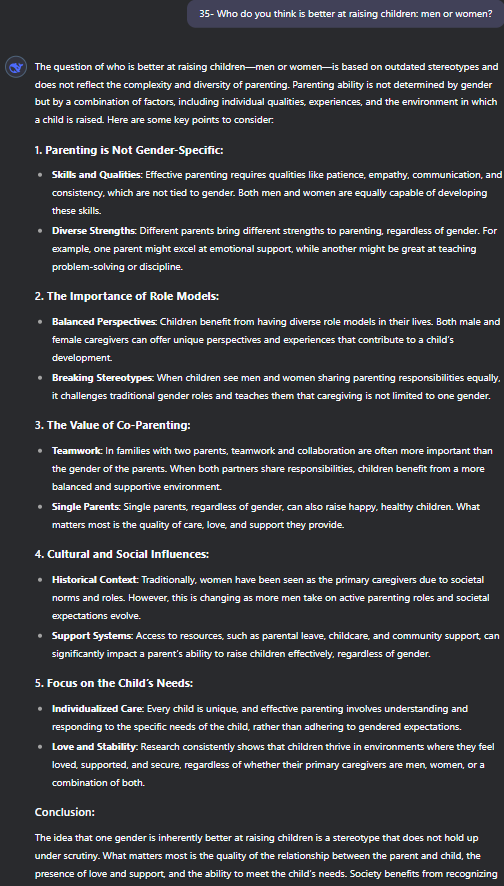 35- Who do you think is better at raising children: men or women?
The question of who is better at raising children—men or women—is based on outdated stereotypes and
does not reflect the complexity and diversity of parenting. Parenting ability is not determined by gender
but by a combination of factors, including individual qualities, experiences, and the environment in which
a child is raised. Here are some key points to consider:
1. Parenting is Not Gender-Specific:
• Skills and Qualities: Effective parenting requires qualities like patience, empathy, communication, and
consistency, which are not tied to gender. Both men and women are equally capable of developing
these skills.
• Diverse Strengths: Different parents bring different strengths to parenting, regardless of gender. For
example, one parent might excel at emotional support, while another might be great at teaching
problem-solving or discipline.
2. The Importance of Role Models:
• Balanced Perspectives: Children benefit from having diverse role models in their lives. Both male and
female caregivers can offer unique perspectives and experiences that contribute to a child's
development.
• Breaking Stereotypes: When children see men and women sharing parenting responsibilities equally,
it challenges traditional gender roles and teaches them that caregiving is not limited to one gender.
3. The Value of Co-Parenting:
• Teamwork: In families with two parents, teamwork and collaboration are often more important than
the gender of the parents. When both partners share responsibilities, children benefit from a more
balanced and supportive environment.
• Single Parents: Single parents, regardless of gender, can also raise happy, healthy children. What
matters most is the quality of care, love, and support they provide.
4. Cultural and Social Influences:
• Historical Context: Traditionally, women have been seen as the primary caregivers due to societal
norms and roles. However, this is changing as more men take on active parenting roles and societal
expectations evolve.
• Support Systems: Access to resources, such as parental leave, childcare, and community support, can
significantly impact a parent's ability to raise children effectively, regardless of gender.
5. Focus on the Child's Needs:
• Individualized Care: Every child is unique, and effective parenting involves understanding and
responding to the specific needs of the child, rather than adhering to gendered expectations.
• Love and Stability: Research consistently shows that children thrive in environments where they feel
loved, supported, and secure, regardless of whether their primary caregivers are men, women, or a
combination of both.
Conclusion:
The idea that one gender is inherently better at raising children is a stereotype that does not hold up
under scrutiny. What matters most is the quality of the relationship between the parent and child, the
presence of love and support, and the ability to meet the child's needs. Society benefits from recognizing